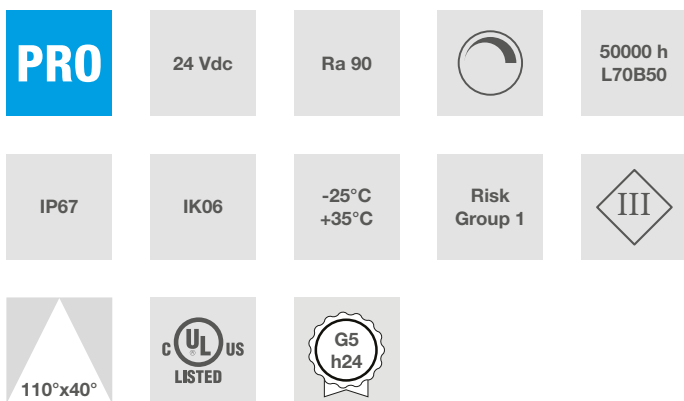 PRO
24 Vdc
Ra 90
50000 h
L70B50
IP67
IK06
-25°C
+35°C
Risk
Group 1
III
110°x40°
C UL US
®
LISTED
G5
h24